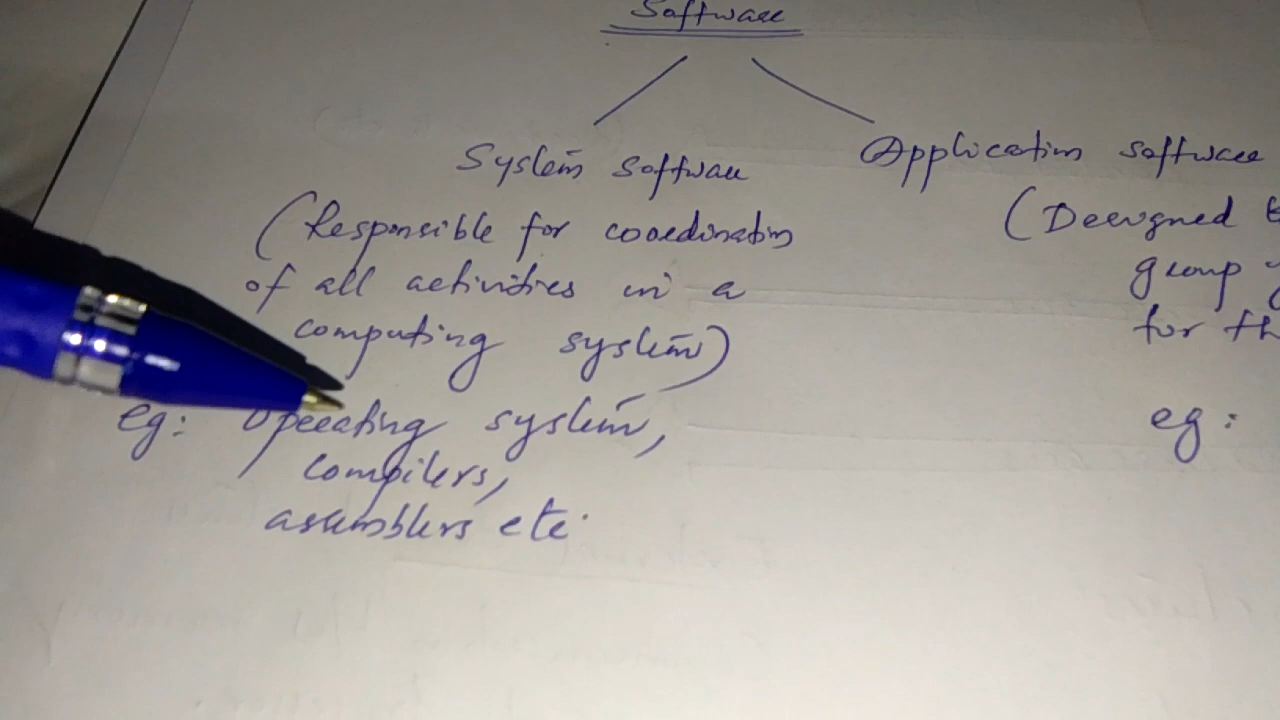 Software
System software
Application software
(Responsible for coordination
of all activities in a
computing system)
eg: Operating system,
compilers,
assemblers etc.
(Designed t
group
for th
eg: